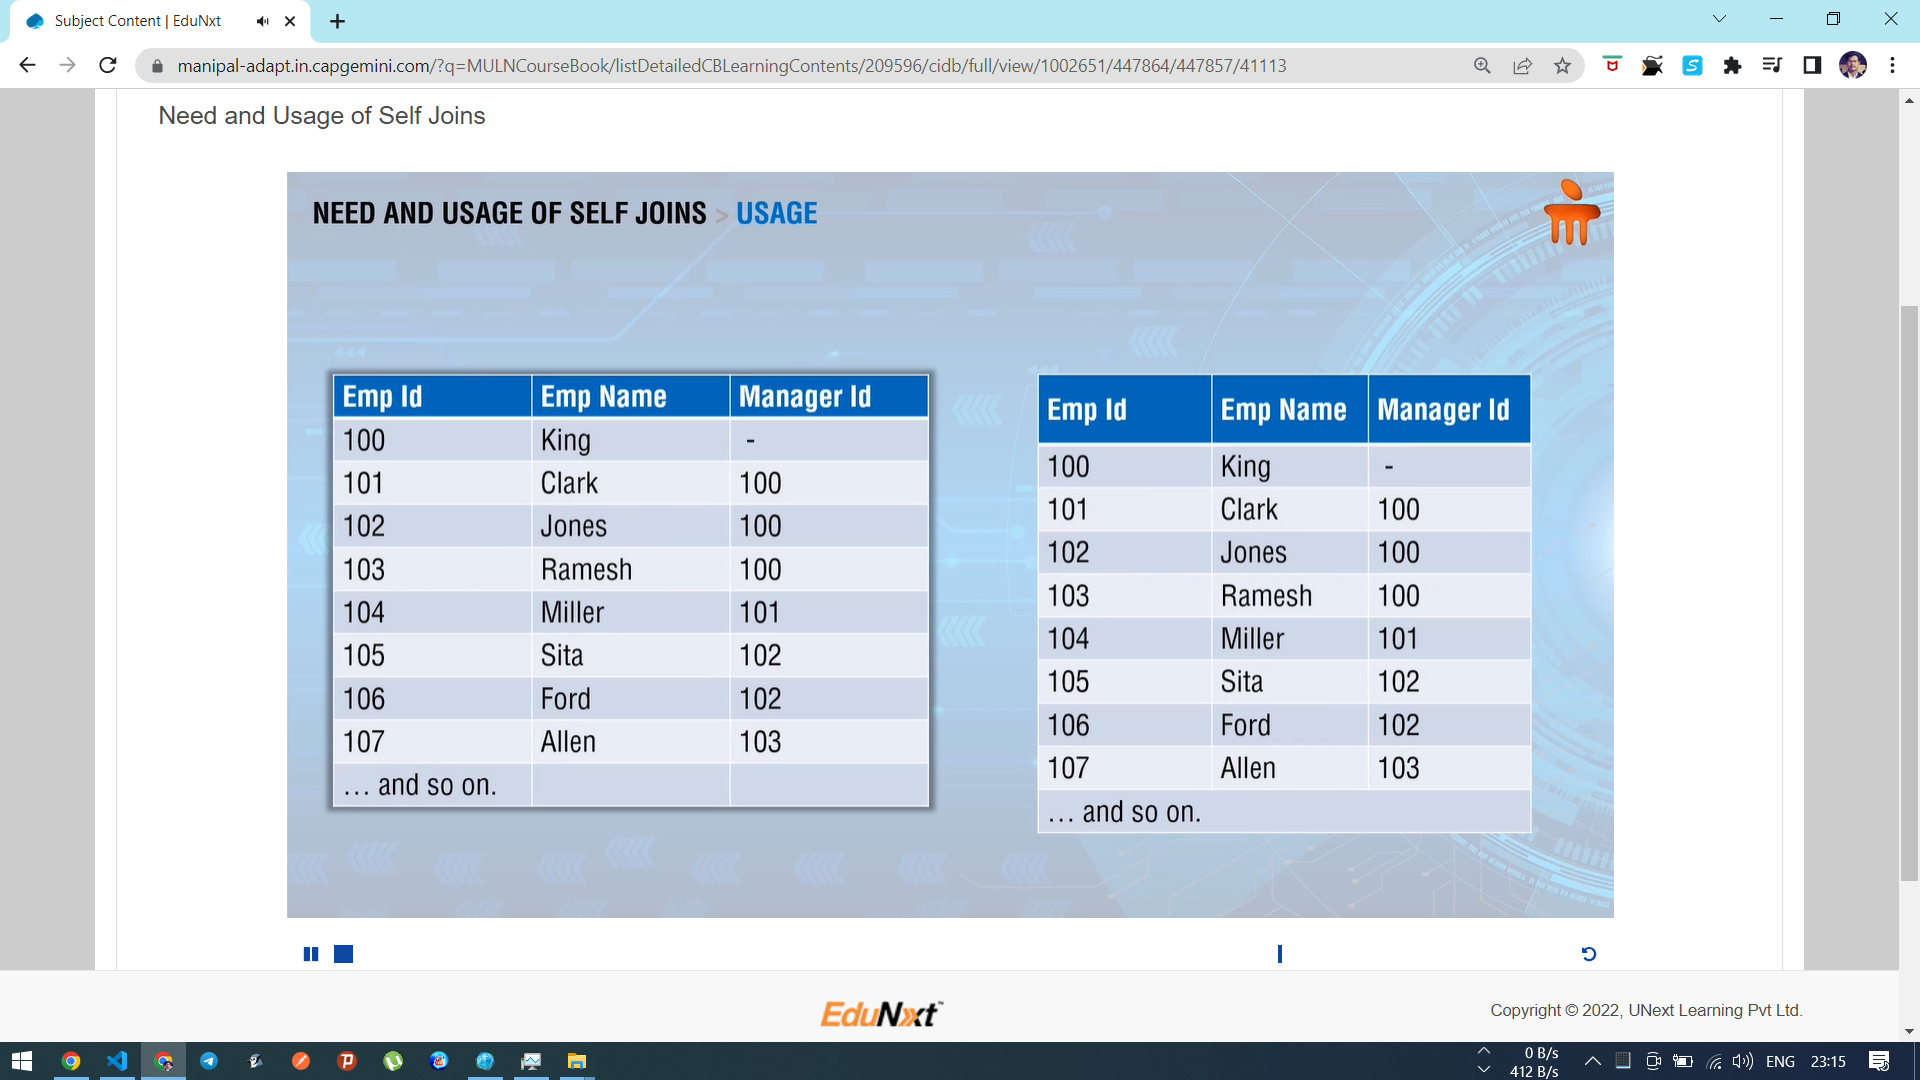 Subject Content | EduNxt
manipal-adapt.in.capgemini.com/?q=MULNCourseBook/listDetailedCBLearningContents/209596/cidb/full/view/1002651/447864/447857/41113
Need and Usage of Self Joins
NEED AND USAGE OF SELF JOINS > USAGE
Emp Id Emp Name Manager Id
100 King -
101 Clark 100
102 Jones 100
103 Ramesh 100
104 Miller 101
105 Sita 102
106 Ford 102
107 Allen 103
... and so on.
Emp Id Emp Name Manager Id
100 King -
101 Clark 100
102 Jones 100
103 Ramesh 100
104 Miller 101
105 Sita 102
106 Ford 102
107 Allen 103
... and so on.
EduNxt
Copyright © 2022, UNext Learning Pvt Ltd.
0 B/s
412 B/s
ENG 23:15